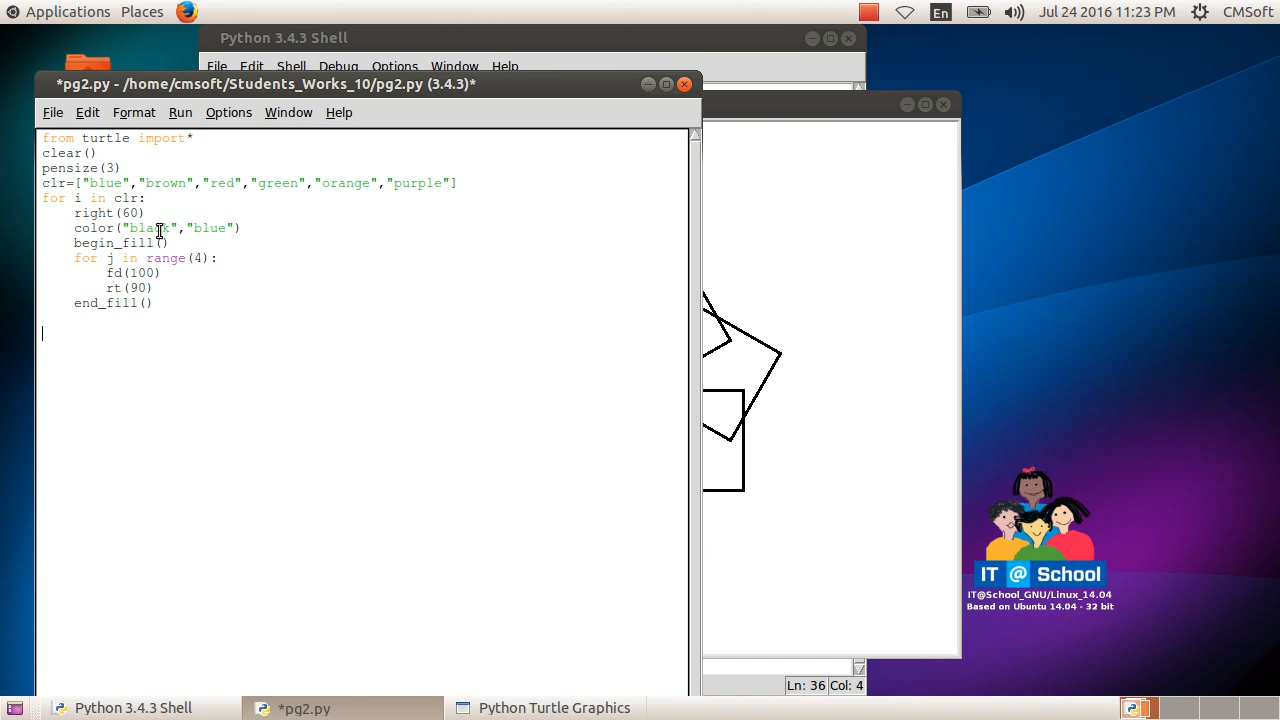 Applications Places En Jul 24 2016 11:23 PM CMSoft
Python 3.4.3 Shell
File Edit Shell Debug Options Window Help
*pg2.py - /home/cmsoft/Students_Works_10/pg2.py (3.4.3)*
File Edit Format Run Options Window Help
from turtle import*
clear()
pensize(3)
clr=["blue","brown","red","green","orange","purple"]
for i in clr:
    right(60)
    color("black","blue")
    begin_fill()
    for j in range(4):
        fd(100)
        rt(90)
    end_fill()
IT @ School
IT@School_GNU/Linux_14.04
Based on Ubuntu 14.04 - 32 bit
Ln: 36 Col: 4
Python 3.4.3 Shell *pg2.py Python Turtle Graphics